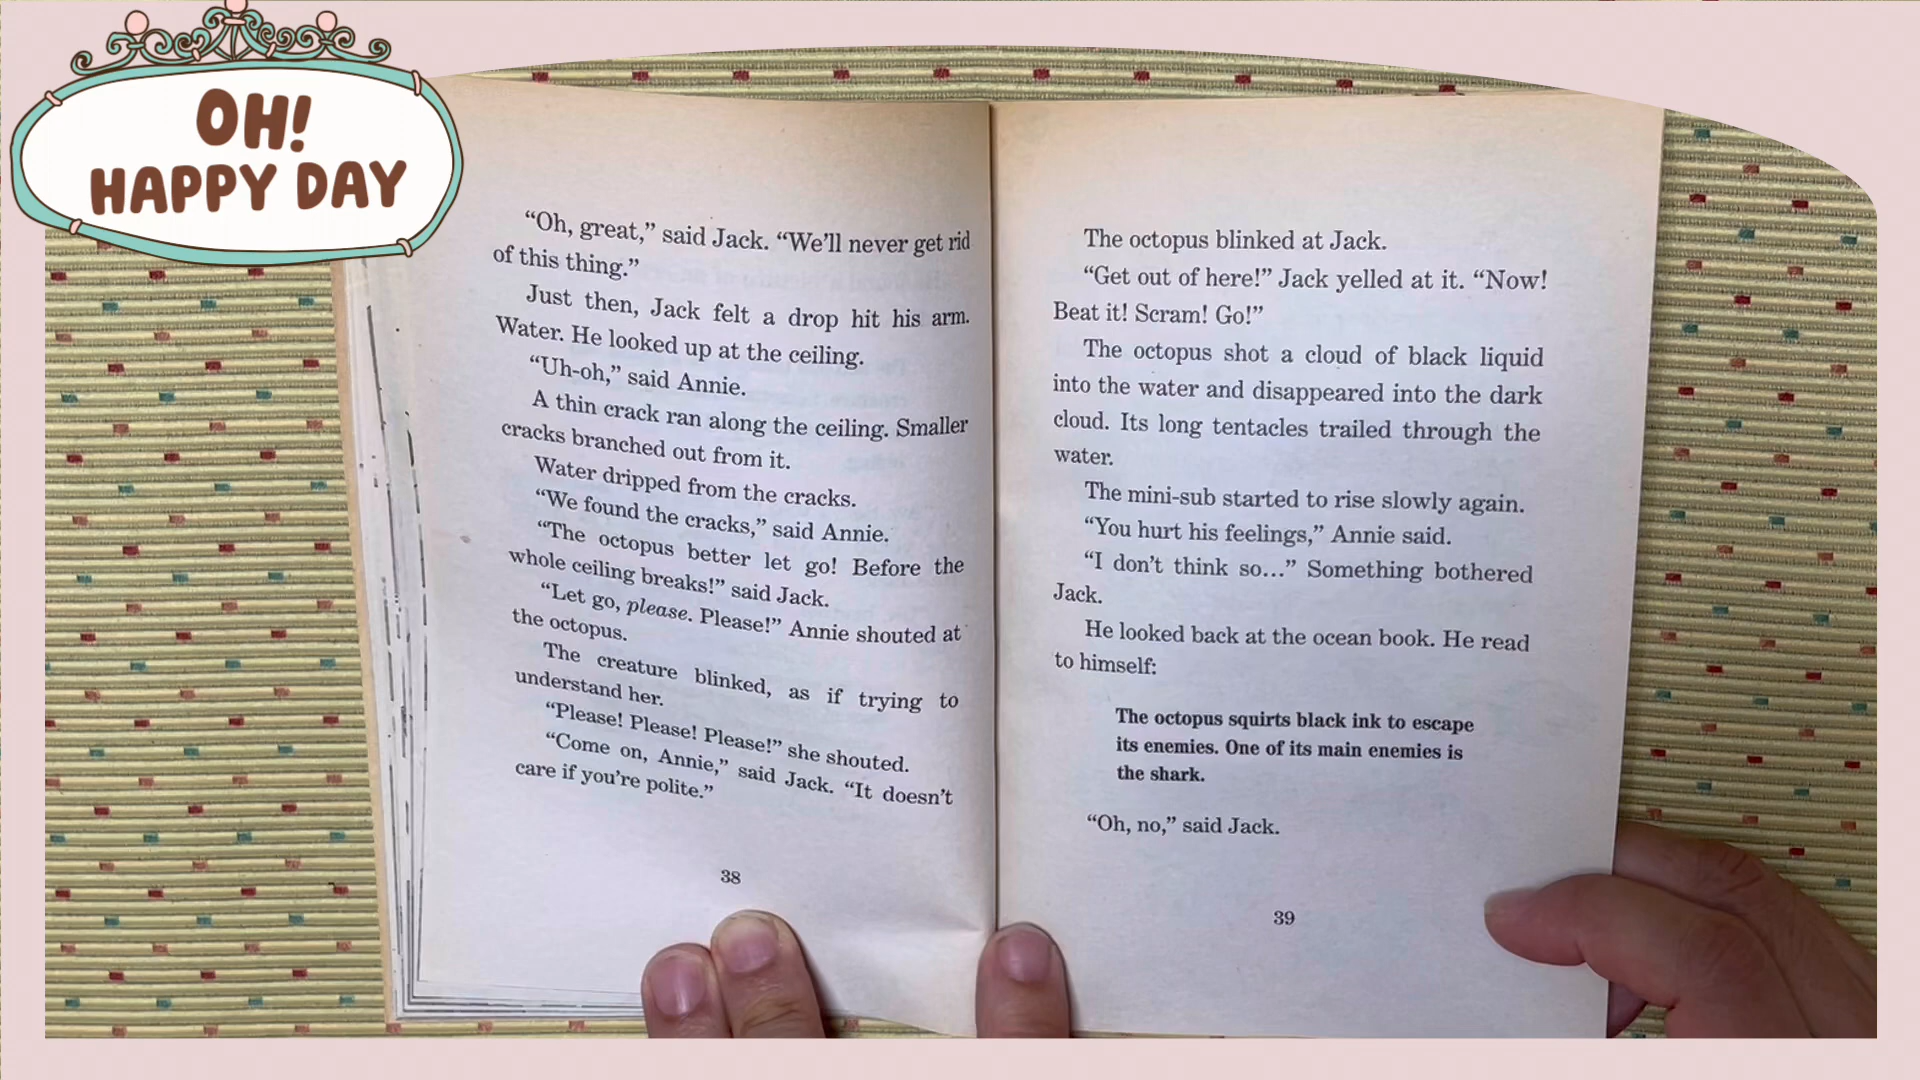 OH!
HAPPY DAY
“Oh, great,” said Jack. “We’ll never get rid
of this thing.”
Just then, Jack felt a drop hit his arm.
Water. He looked up at the ceiling.
“Uh-oh,” said Annie.
A thin crack ran along the ceiling. Smaller
cracks branched out from it.
Water dripped from the cracks.
“We found the cracks,” said Annie.
“The octopus better let go! Before the
whole ceiling breaks!” said Jack.
“Let go, please. Please!” Annie shouted at
the octopus.
The creature blinked, as if trying to
understand her.
“Please! Please! Please!” she shouted.
“Come on, Annie,” said Jack. “It doesn’t
care if you’re polite.”
38
The octopus blinked at Jack.
“Get out of here!” Jack yelled at it. “Now!
Beat it! Scram! Go!”
The octopus shot a cloud of black liquid
into the water and disappeared into the dark
cloud. Its long tentacles trailed through the
water.
The mini-sub started to rise slowly again.
“You hurt his feelings,” Annie said.
“I don’t think so…” Something bothered
Jack.
He looked back at the ocean book. He read
to himself:
The octopus squirts black ink to escape
its enemies. One of its main enemies is
the shark.
“Oh, no,” said Jack.
39